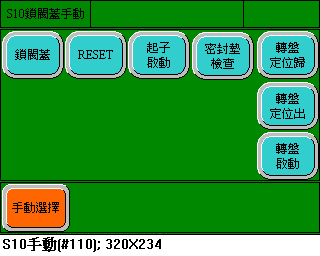 S10鎖閥蓋手動
鎖閥蓋
RESET
起子
啟動
密封墊
檢查
轉盤
定位歸
轉盤
定位出
轉盤
啟動
手動選擇
S10手動(#110); 320X234